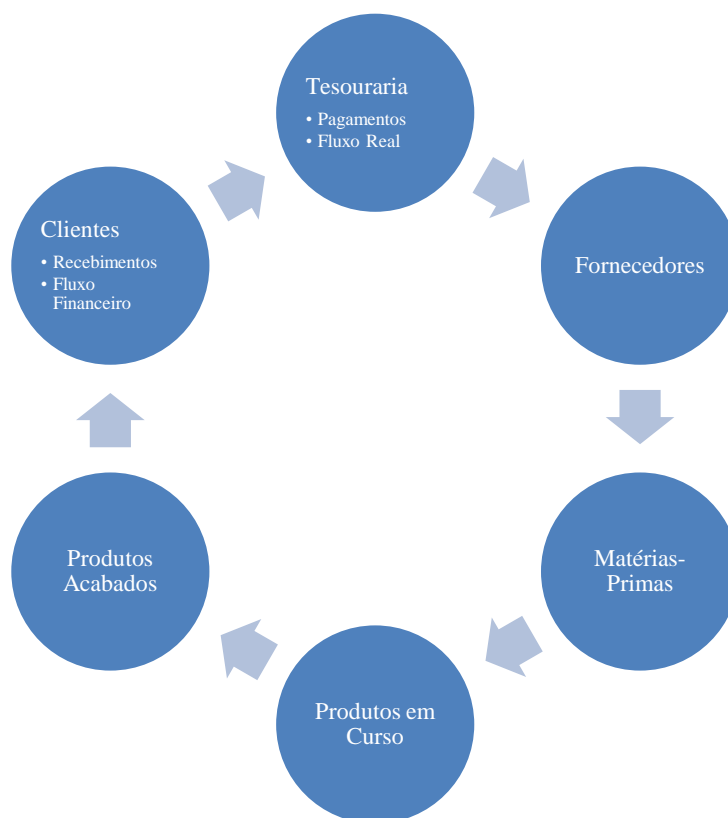 Tesouraria
• Pagamentos
• Fluxo Real
Fornecedores
Matérias-
Primas
Produtos em
Curso
Produtos
Acabados
Clientes
• Recebimentos
• Fluxo
Financeiro